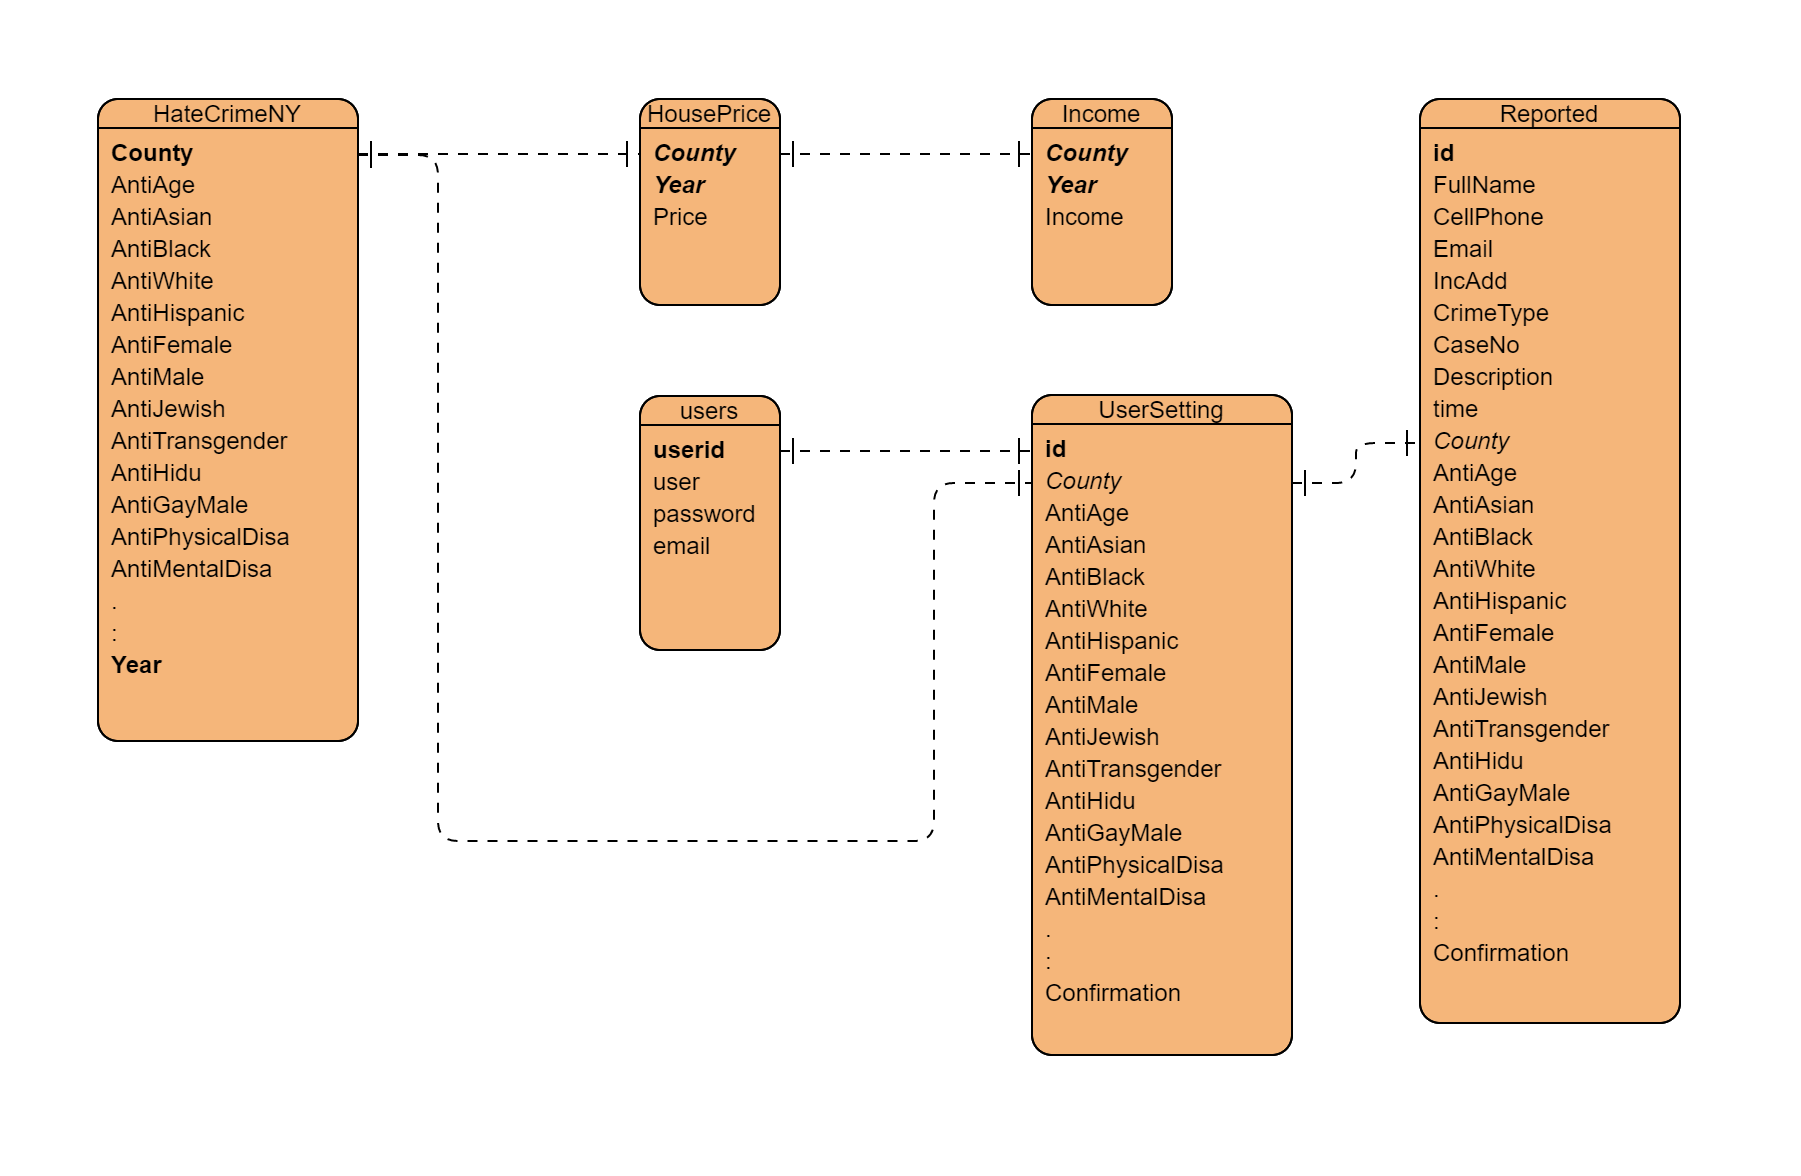 HateCrimeNY
County
AntiAge
AntiAsian
AntiBlack
AntiWhite
AntiHispanic
AntiFemale
AntiMale
AntiJewish
AntiTransgender
AntiHidu
AntiGayMale
AntiPhysicalDisa
AntiMentalDisa
.
:
Year
HousePrice
County
Year
Price
Income
County
Year
Income
users
userid
user
password
email
UserSetting
id
County
AntiAge
AntiAsian
AntiBlack
AntiWhite
AntiHispanic
AntiFemale
AntiMale
AntiJewish
AntiTransgender
AntiHidu
AntiGayMale
AntiPhysicalDisa
AntiMentalDisa
.
:
Confirmation
Reported
id
FullName
CellPhone
Email
IncAdd
CrimeType
CaseNo
Description
time
County
AntiAge
AntiAsian
AntiBlack
AntiWhite
AntiHispanic
AntiFemale
AntiMale
AntiJewish
AntiTransgender
AntiHidu
AntiGayMale
AntiPhysicalDisa
AntiMentalDisa
.
:
Confirmation